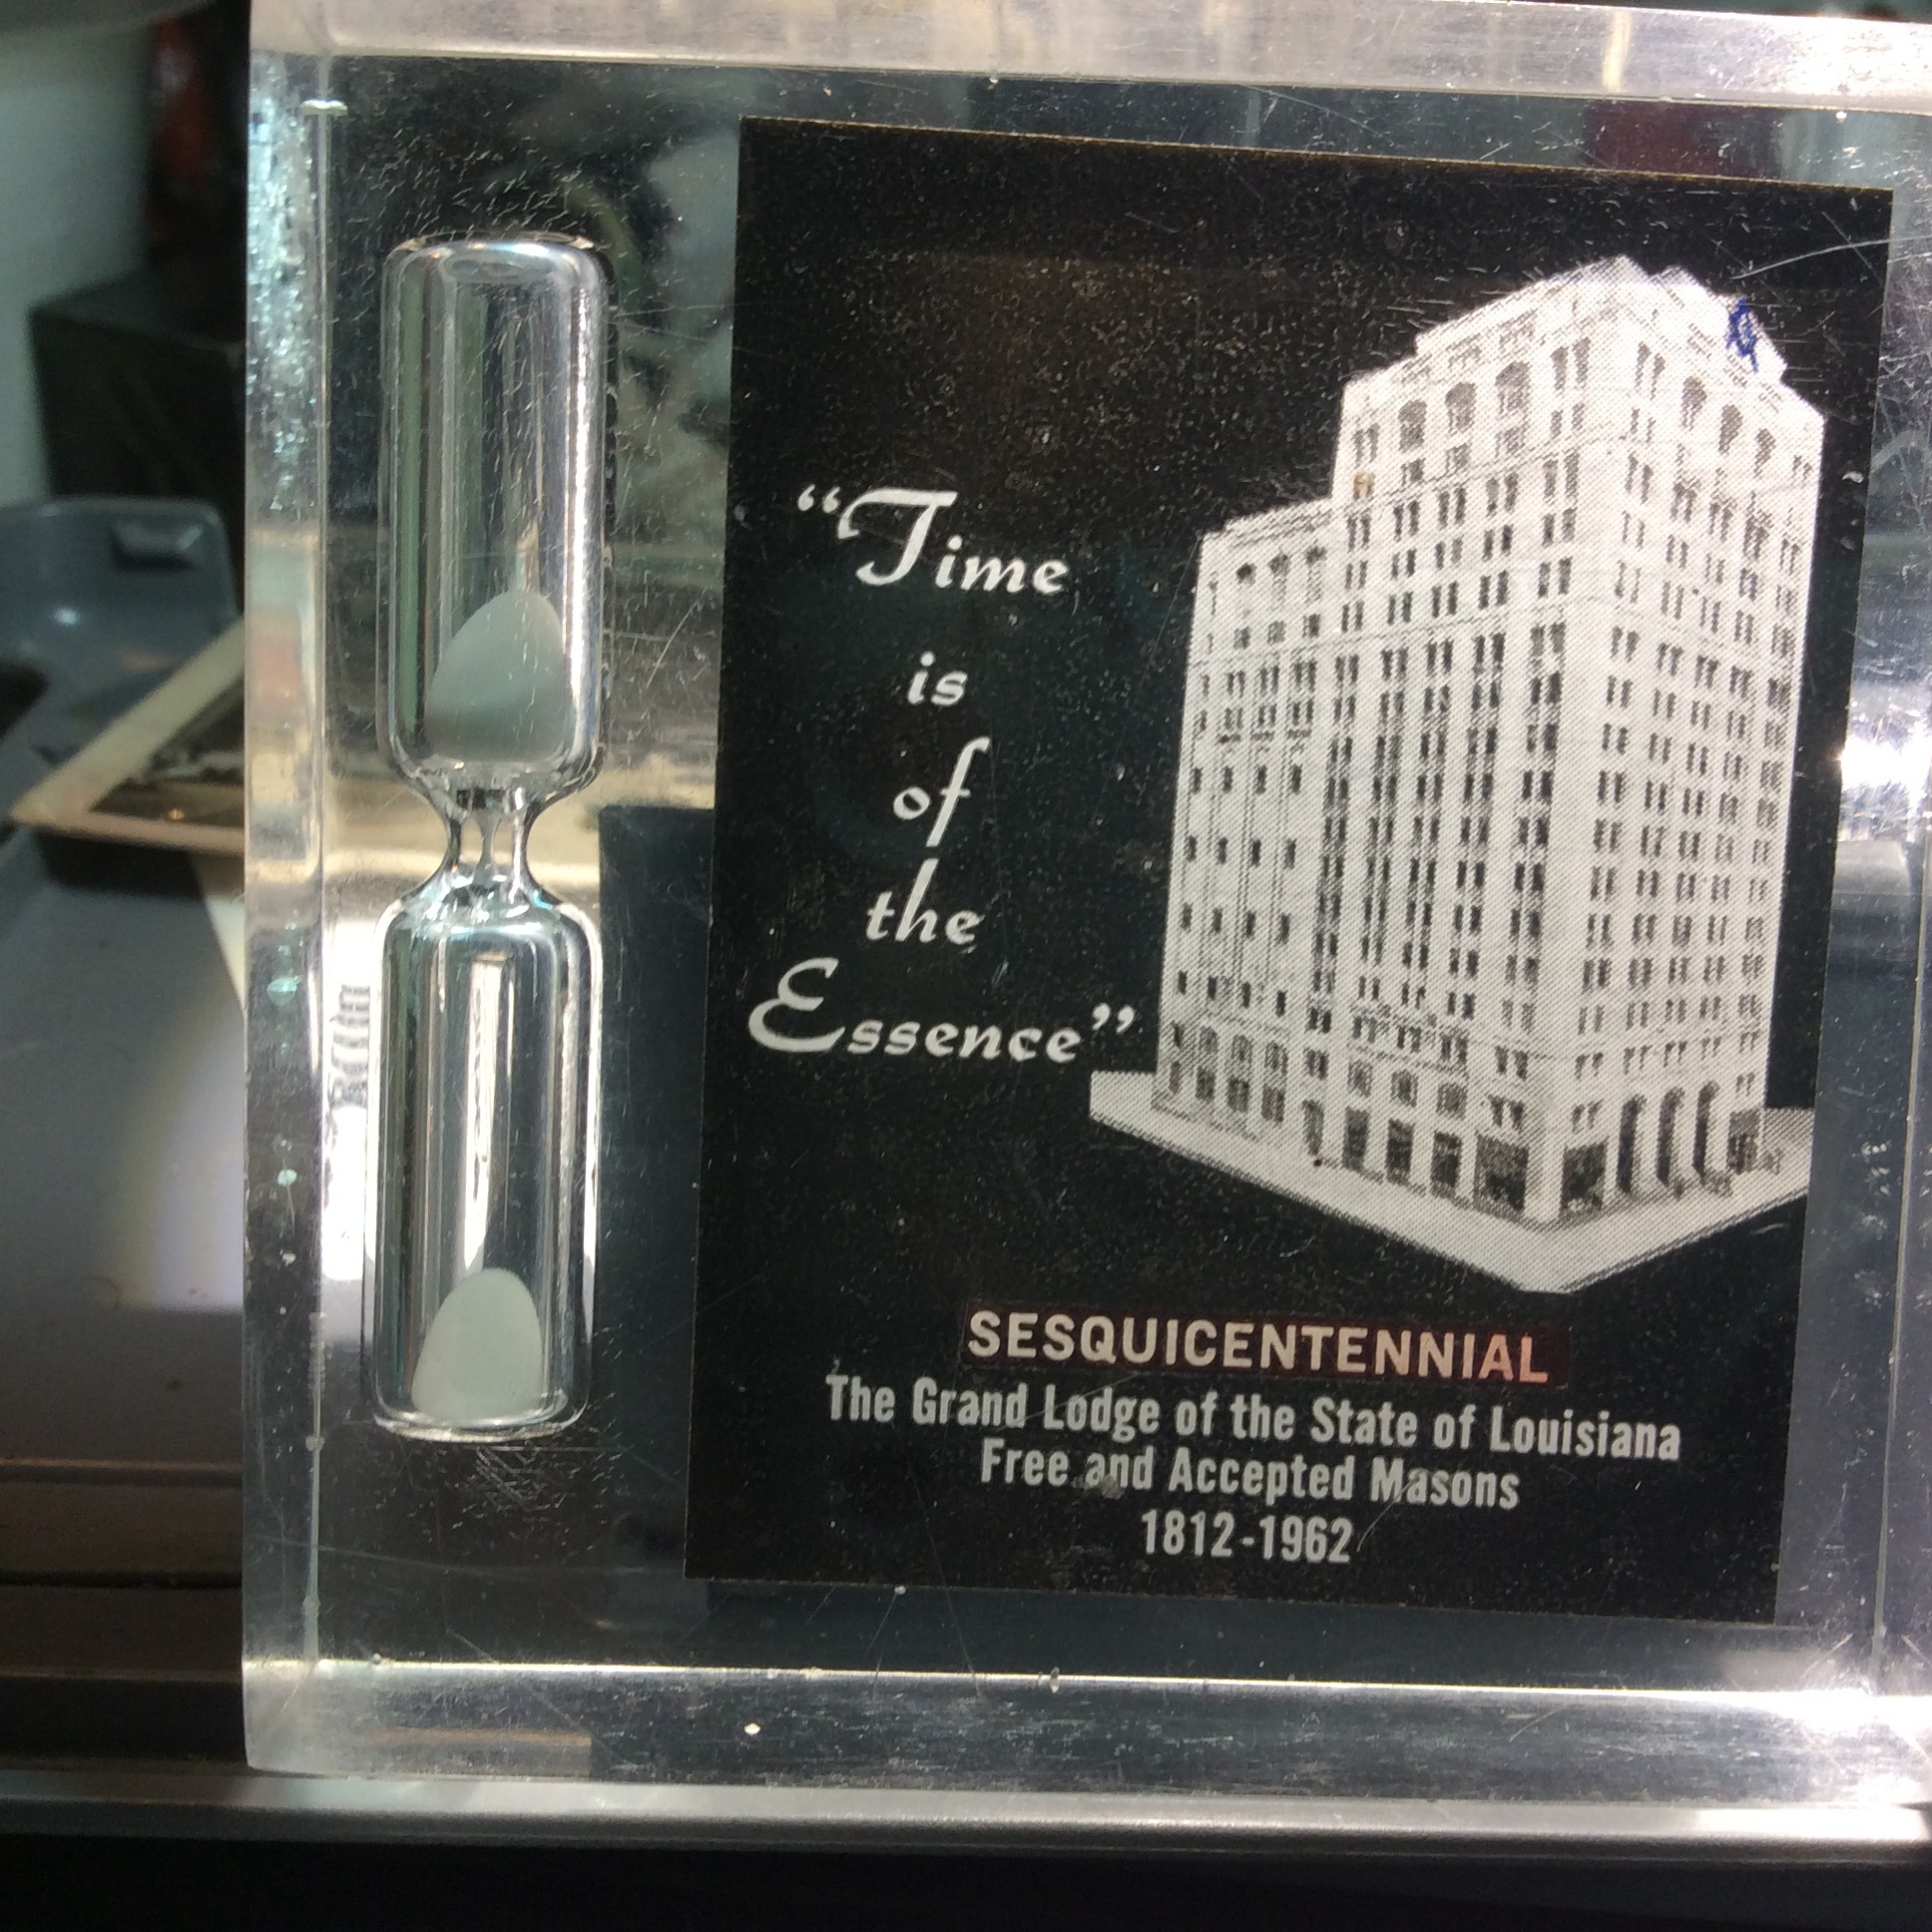 “Time
is
of
the
Essence”
SESQUICENTENNIAL
The Grand Lodge of the State of Louisiana
Free and Accepted Masons
1812-1962